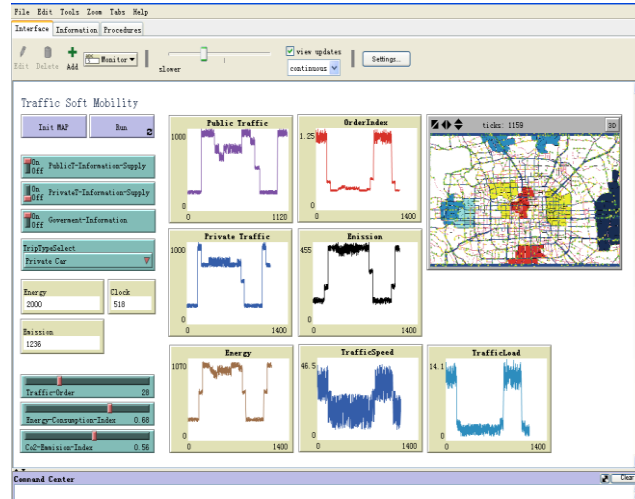 File Edit Tools Zoom Tabs Help
Interface Information Procedures
Edit Delete Add Monitor slower view updates continuous Settings...
Traffic Soft Mobility
Init MAP Run
On Off PublicT-Information-Supply
On Off PrivateT-Information-Supply
On Off Goverment-Information
TripTypeSelect
Private Car
Energy
2000
Clock
518
Emission
1236
Traffic-Order 28
Energy-Consumption-Index 0.68
Co2-Emmision-Index 0.56
Public Traffic
1000
0
0 1120
OrderIndex
1.25
0
0 1400
ticks: 1159 3D
Private Traffic
1000
0
0 1400
Emission
455
0
0 1400
Energy
1070
0
0 1400
TrafficSpeed
46.5
0
0 1400
TrafficLoad
14.1
0
0 1400
Command Center Clear